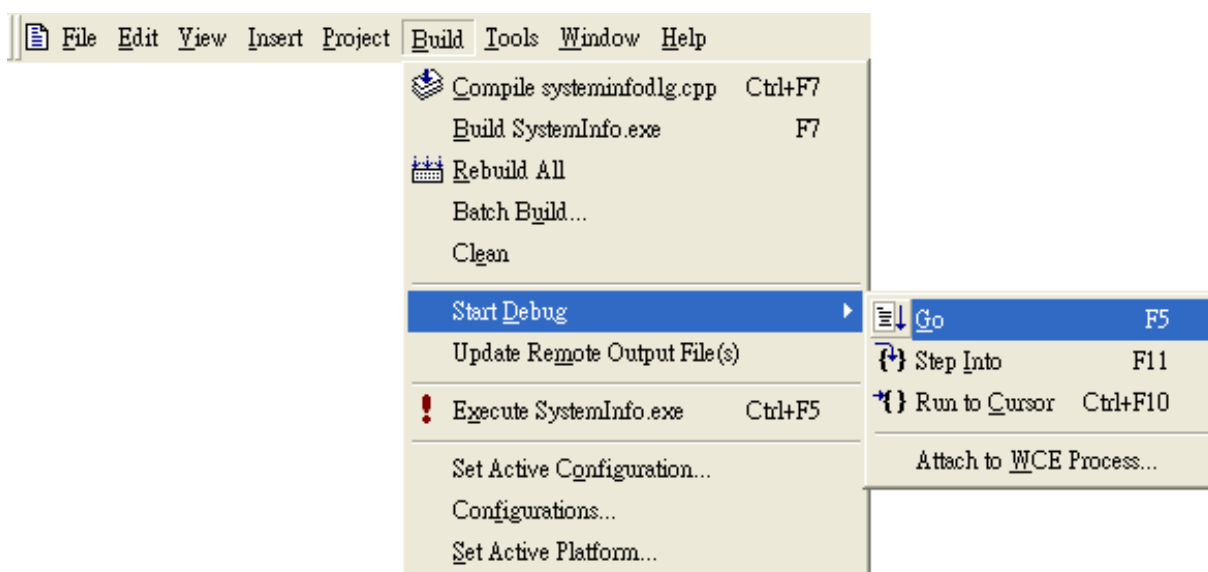 File Edit View Insert Project Build Tools Window Help
Compile systeminfodlg.cpp Ctrl+F7
Build SystemInfo.exe F7
Rebuild All
Batch Build...
Clean
Start Debug
Update Remote Output File(s)
Execute SystemInfo.exe Ctrl+F5
Set Active Configuration...
Configurations...
Set Active Platform...
Go F5
Step Into F11
Run to Cursor Ctrl+F10
Attach to WCE Process...